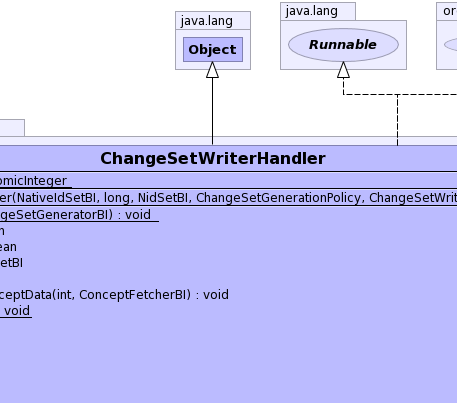 java.lang
java.lang
or
Object
Runnable
ChangeSetWriterHandler
omicInteger
er(NativeIdSetBI, long, NidSetBI, ChangeSetGenerationPolicy, ChangeSetWrit
geSetGeneratorBI) : void
n
ean
etBI
ceptData(int, ConceptFetcherBI) : void
void